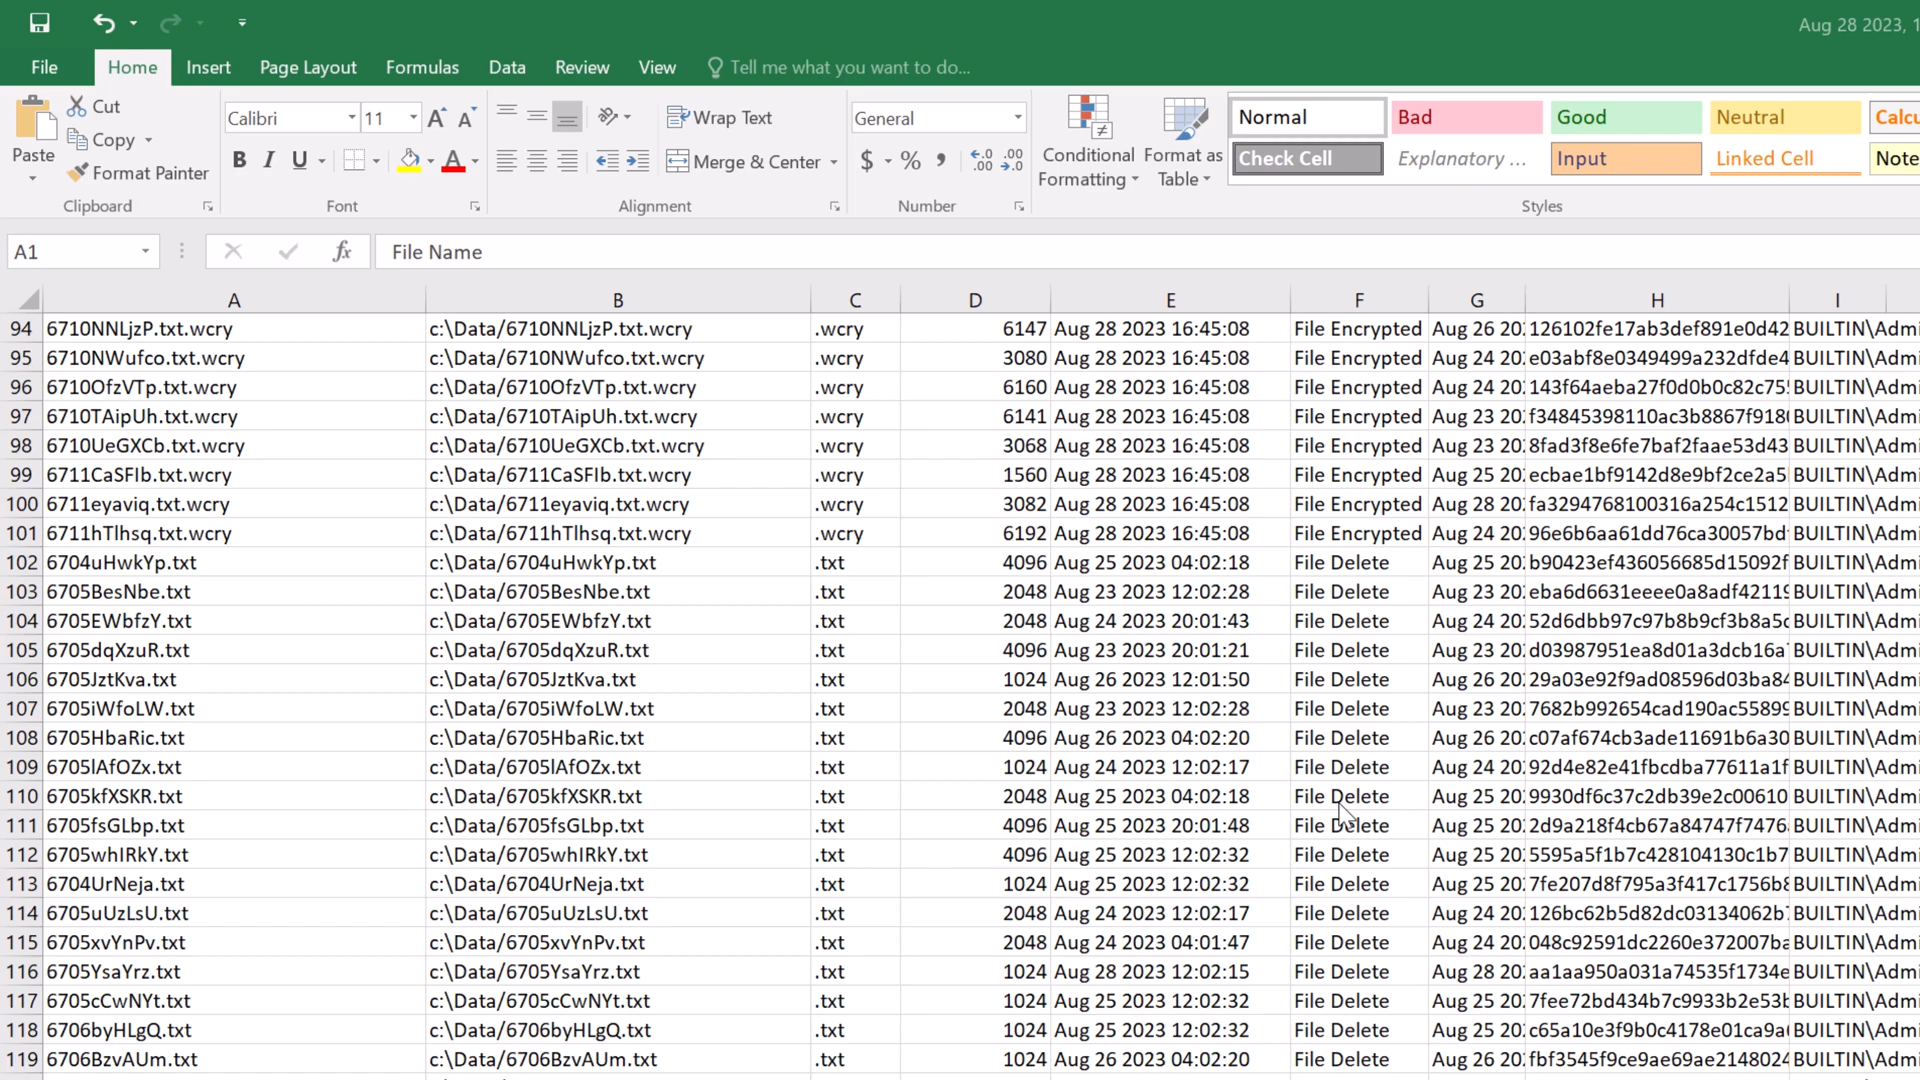 Aug 28 2023, 1
File Home Insert Page Layout Formulas Data Review View Tell me what you want to do...
Paste Cut Copy Format Painter Clipboard
Calibri 11 B I U Font
Wrap Text Merge & Center Alignment
General $ % Number
Conditional Formatting Format as Table
Normal Bad Good Neutral Calcu
Check Cell Explanatory ... Input Linked Cell Note
Styles
A1 fx File Name
A B C D E F G H I
94 6710NNLjzP.txt.wcry c:\Data/6710NNLjzP.txt.wcry .wcry 6147 Aug 28 2023 16:45:08 File Encrypted Aug 26 20 126102fe17ab3def891e0d42 BUILTIN\Admi
95 6710NWufco.txt.wcry c:\Data/6710NWufco.txt.wcry .wcry 3080 Aug 28 2023 16:45:08 File Encrypted Aug 24 20 e03abf8e0349499a232dfde4 BUILTIN\Admi
96 6710OfzVTp.txt.wcry c:\Data/6710OfzVTp.txt.wcry .wcry 6160 Aug 28 2023 16:45:08 File Encrypted Aug 24 20 143f64aeba27f0d0b0c82c75 BUILTIN\Admi
97 6710TAipUh.txt.wcry c:\Data/6710TAipUh.txt.wcry .wcry 6141 Aug 28 2023 16:45:08 File Encrypted Aug 23 20 f34845398110ac3b8867f918 BUILTIN\Admi
98 6710UeGXCb.txt.wcry c:\Data/6710UeGXCb.txt.wcry .wcry 3068 Aug 28 2023 16:45:08 File Encrypted Aug 23 20 8fad3f8e6fe7baf2faae53d43 BUILTIN\Admi
99 6711CaSFIb.txt.wcry c:\Data/6711CaSFIb.txt.wcry .wcry 1560 Aug 28 2023 16:45:08 File Encrypted Aug 25 20 ecbae1bf9142d8e9bf2ce2a5 BUILTIN\Admi
100 6711eyaviq.txt.wcry c:\Data/6711eyaviq.txt.wcry .wcry 3082 Aug 28 2023 16:45:08 File Encrypted Aug 28 20 fa3294768100316a254c1512 BUILTIN\Admi
101 6711hTlhsq.txt.wcry c:\Data/6711hTlhsq.txt.wcry .wcry 6192 Aug 28 2023 16:45:08 File Encrypted Aug 24 20 96e6b6aa61dd76ca30057bd BUILTIN\Admi
102 6704uHwkYp.txt c:\Data/6704uHwkYp.txt .txt 4096 Aug 25 2023 04:02:18 File Delete Aug 25 20 b90423ef436056685d15092f BUILTIN\Admi
103 6705BesNbe.txt c:\Data/6705BesNbe.txt .txt 2048 Aug 23 2023 12:02:28 File Delete Aug 23 20 eba6d6631eeee0a8adf42119 BUILTIN\Admi
104 6705EWbfzY.txt c:\Data/6705EWbfzY.txt .txt 2048 Aug 24 2023 20:01:43 File Delete Aug 24 20 52d6dbb97c97b8b9cf3b8a5c BUILTIN\Admi
105 6705dqXzuR.txt c:\Data/6705dqXzuR.txt .txt 4096 Aug 23 2023 20:01:21 File Delete Aug 23 20 d03987951ea8d01a3dcb16a BUILTIN\Admi
106 6705JztKva.txt c:\Data/6705JztKva.txt .txt 1024 Aug 26 2023 12:01:50 File Delete Aug 26 20 29a03e92f9ad08596d03ba84 BUILTIN\Admi
107 6705iWfoLW.txt c:\Data/6705iWfoLW.txt .txt 2048 Aug 23 2023 12:02:28 File Delete Aug 23 20 7682b992654cad190ac55899 BUILTIN\Admi
108 6705HbaRic.txt c:\Data/6705HbaRic.txt .txt 4096 Aug 26 2023 04:02:20 File Delete Aug 26 20 c07af674cb3ade11691b6a30 BUILTIN\Admi
109 6705lAfOZx.txt c:\Data/6705lAfOZx.txt .txt 1024 Aug 24 2023 12:02:17 File Delete Aug 24 20 92d4e82e41fbcdba77611a1f BUILTIN\Admi
110 6705kfXSKR.txt c:\Data/6705kfXSKR.txt .txt 2048 Aug 25 2023 04:02:18 File Delete Aug 25 20 9930df6c37c2db39e2c00610 BUILTIN\Admi
111 6705fsGLbp.txt c:\Data/6705fsGLbp.txt .txt 4096 Aug 25 2023 20:01:48 File Delete Aug 25 20 2d9a218f4cb67a84747f7476 BUILTIN\Admi
112 6705whIRkY.txt c:\Data/6705whIRkY.txt .txt 4096 Aug 25 2023 12:02:32 File Delete Aug 25 20 5595a5f1b7c428104130c1b7 BUILTIN\Admi
113 6704UrNeja.txt c:\Data/6704UrNeja.txt .txt 1024 Aug 25 2023 12:02:32 File Delete Aug 25 20 7fe207d8f795a3f417c1756b8 BUILTIN\Admi
114 6705uUzLsU.txt c:\Data/6705uUzLsU.txt .txt 2048 Aug 24 2023 12:02:17 File Delete Aug 24 20 126bc62b5d82dc03134062b BUILTIN\Admi
115 6705xvYnPv.txt c:\Data/6705xvYnPv.txt .txt 2048 Aug 24 2023 04:01:47 File Delete Aug 24 20 048c92591dc2260e372007ba BUILTIN\Admi
116 6705YsaYrz.txt c:\Data/6705YsaYrz.txt .txt 1024 Aug 28 2023 12:02:15 File Delete Aug 28 20 aa1aa950a031a74535f1734e BUILTIN\Admi
117 6705cCwNYt.txt c:\Data/6705cCwNYt.txt .txt 1024 Aug 25 2023 12:02:32 File Delete Aug 25 20 7fee72bd434b7c9933b2e53b BUILTIN\Admi
118 6706byHLgQ.txt c:\Data/6706byHLgQ.txt .txt 1024 Aug 25 2023 12:02:32 File Delete Aug 25 20 c65a10e3f9b0c4178e01ca9a BUILTIN\Admi
119 6706BzvAUm.txt c:\Data/6706BzvAUm.txt .txt 1024 Aug 26 2023 04:02:20 File Delete Aug 26 20 fbf3545f9ce9ae69ae2148024 BUILTIN\Admi